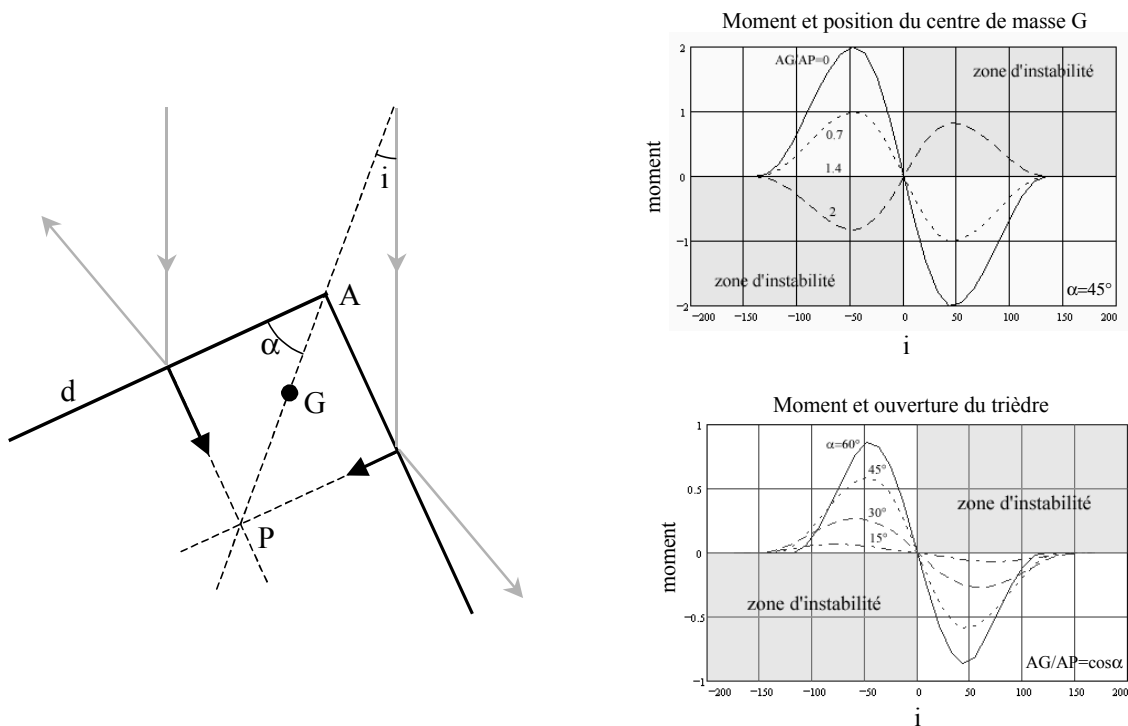 i
A
α
d
G
P
Moment et position du centre de masse G
2
AG/AP=0
zone d'instabilité
1
0.7
1.4
moment
0
2
−1
zone d'instabilité
α=45°
−2
−200 −150 −100 −50 0 50 100 150 200
i
Moment et ouverture du trièdre
1
α=60°
45°
0.5
zone d'instabilité
30°
15°
moment
0
zone d'instabilité
−0.5
AG/AP=cosα
−1
−200 −150 −100 −50 0 50 100 150 200
i